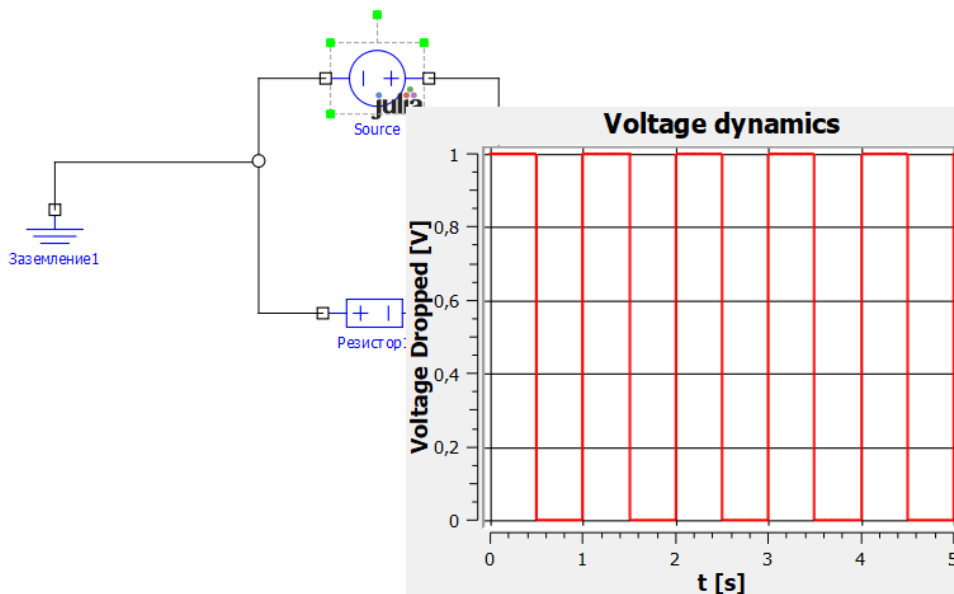 julia
Source
Voltage dynamics
Заземление1
Резистор1
Voltage Dropped [V]
1
0,8
0,6
0,4
0,2
0
0 1 2 3 4 5
t [s]